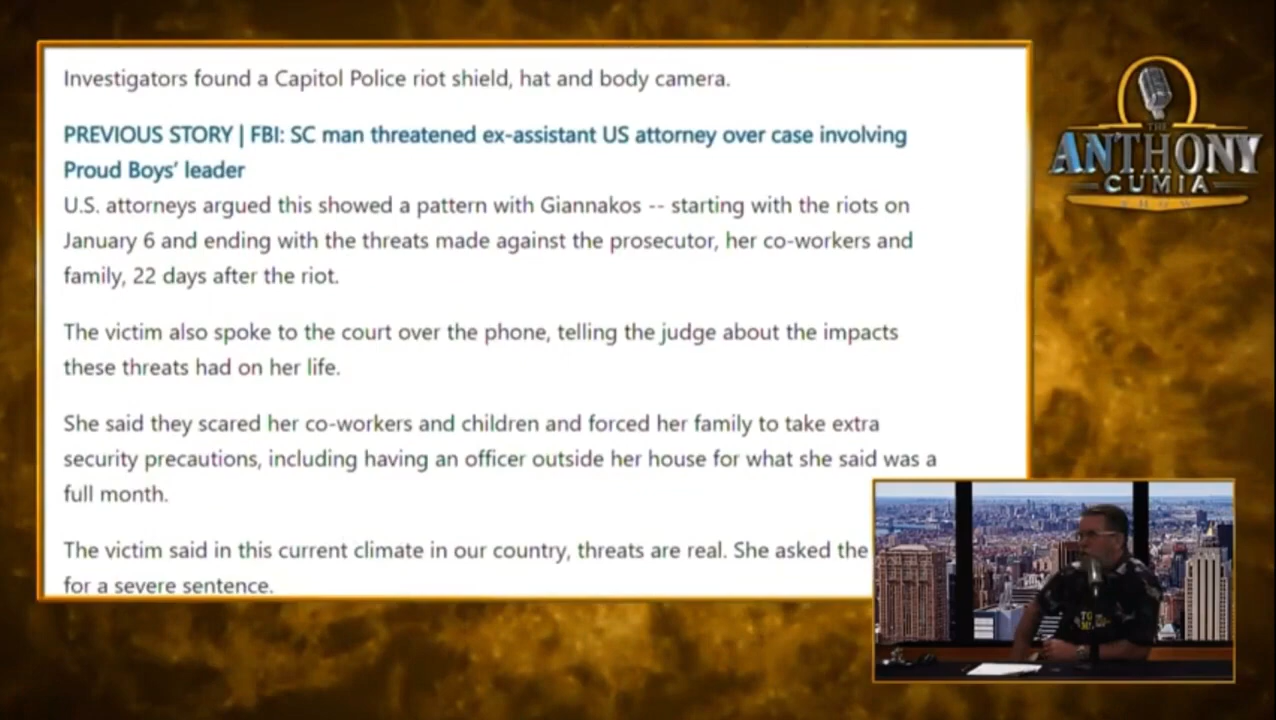 Investigators found a Capitol Police riot shield, hat and body camera.
PREVIOUS STORY | FBI: SC man threatened ex-assistant US attorney over case involving
Proud Boys’ leader
U.S. attorneys argued this showed a pattern with Giannakos -- starting with the riots on
January 6 and ending with the threats made against the prosecutor, her co-workers and
family, 22 days after the riot.
The victim also spoke to the court over the phone, telling the judge about the impacts
these threats had on her life.
She said they scared her co-workers and children and forced her family to take extra
security precautions, including having an officer outside her house for what she said was a
full month.
The victim said in this current climate in our country, threats are real. She asked the
for a severe sentence.
THE
ANTHONY
CUMIA
SHOW